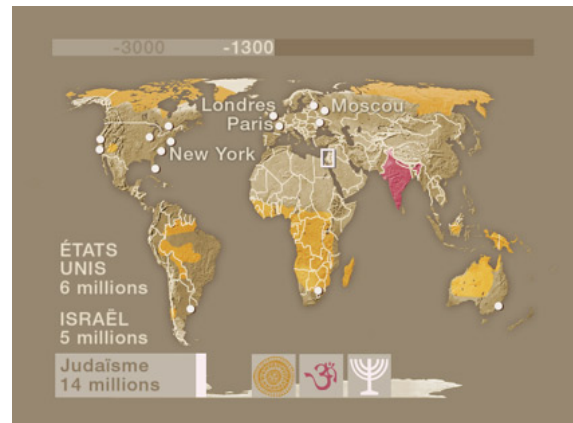 -3000 -1300
Londres Moscou
Paris
New York
ÉTATS
UNIS
6 millions
ISRAËL
5 millions
Judaïsme
14 millions
ॐ